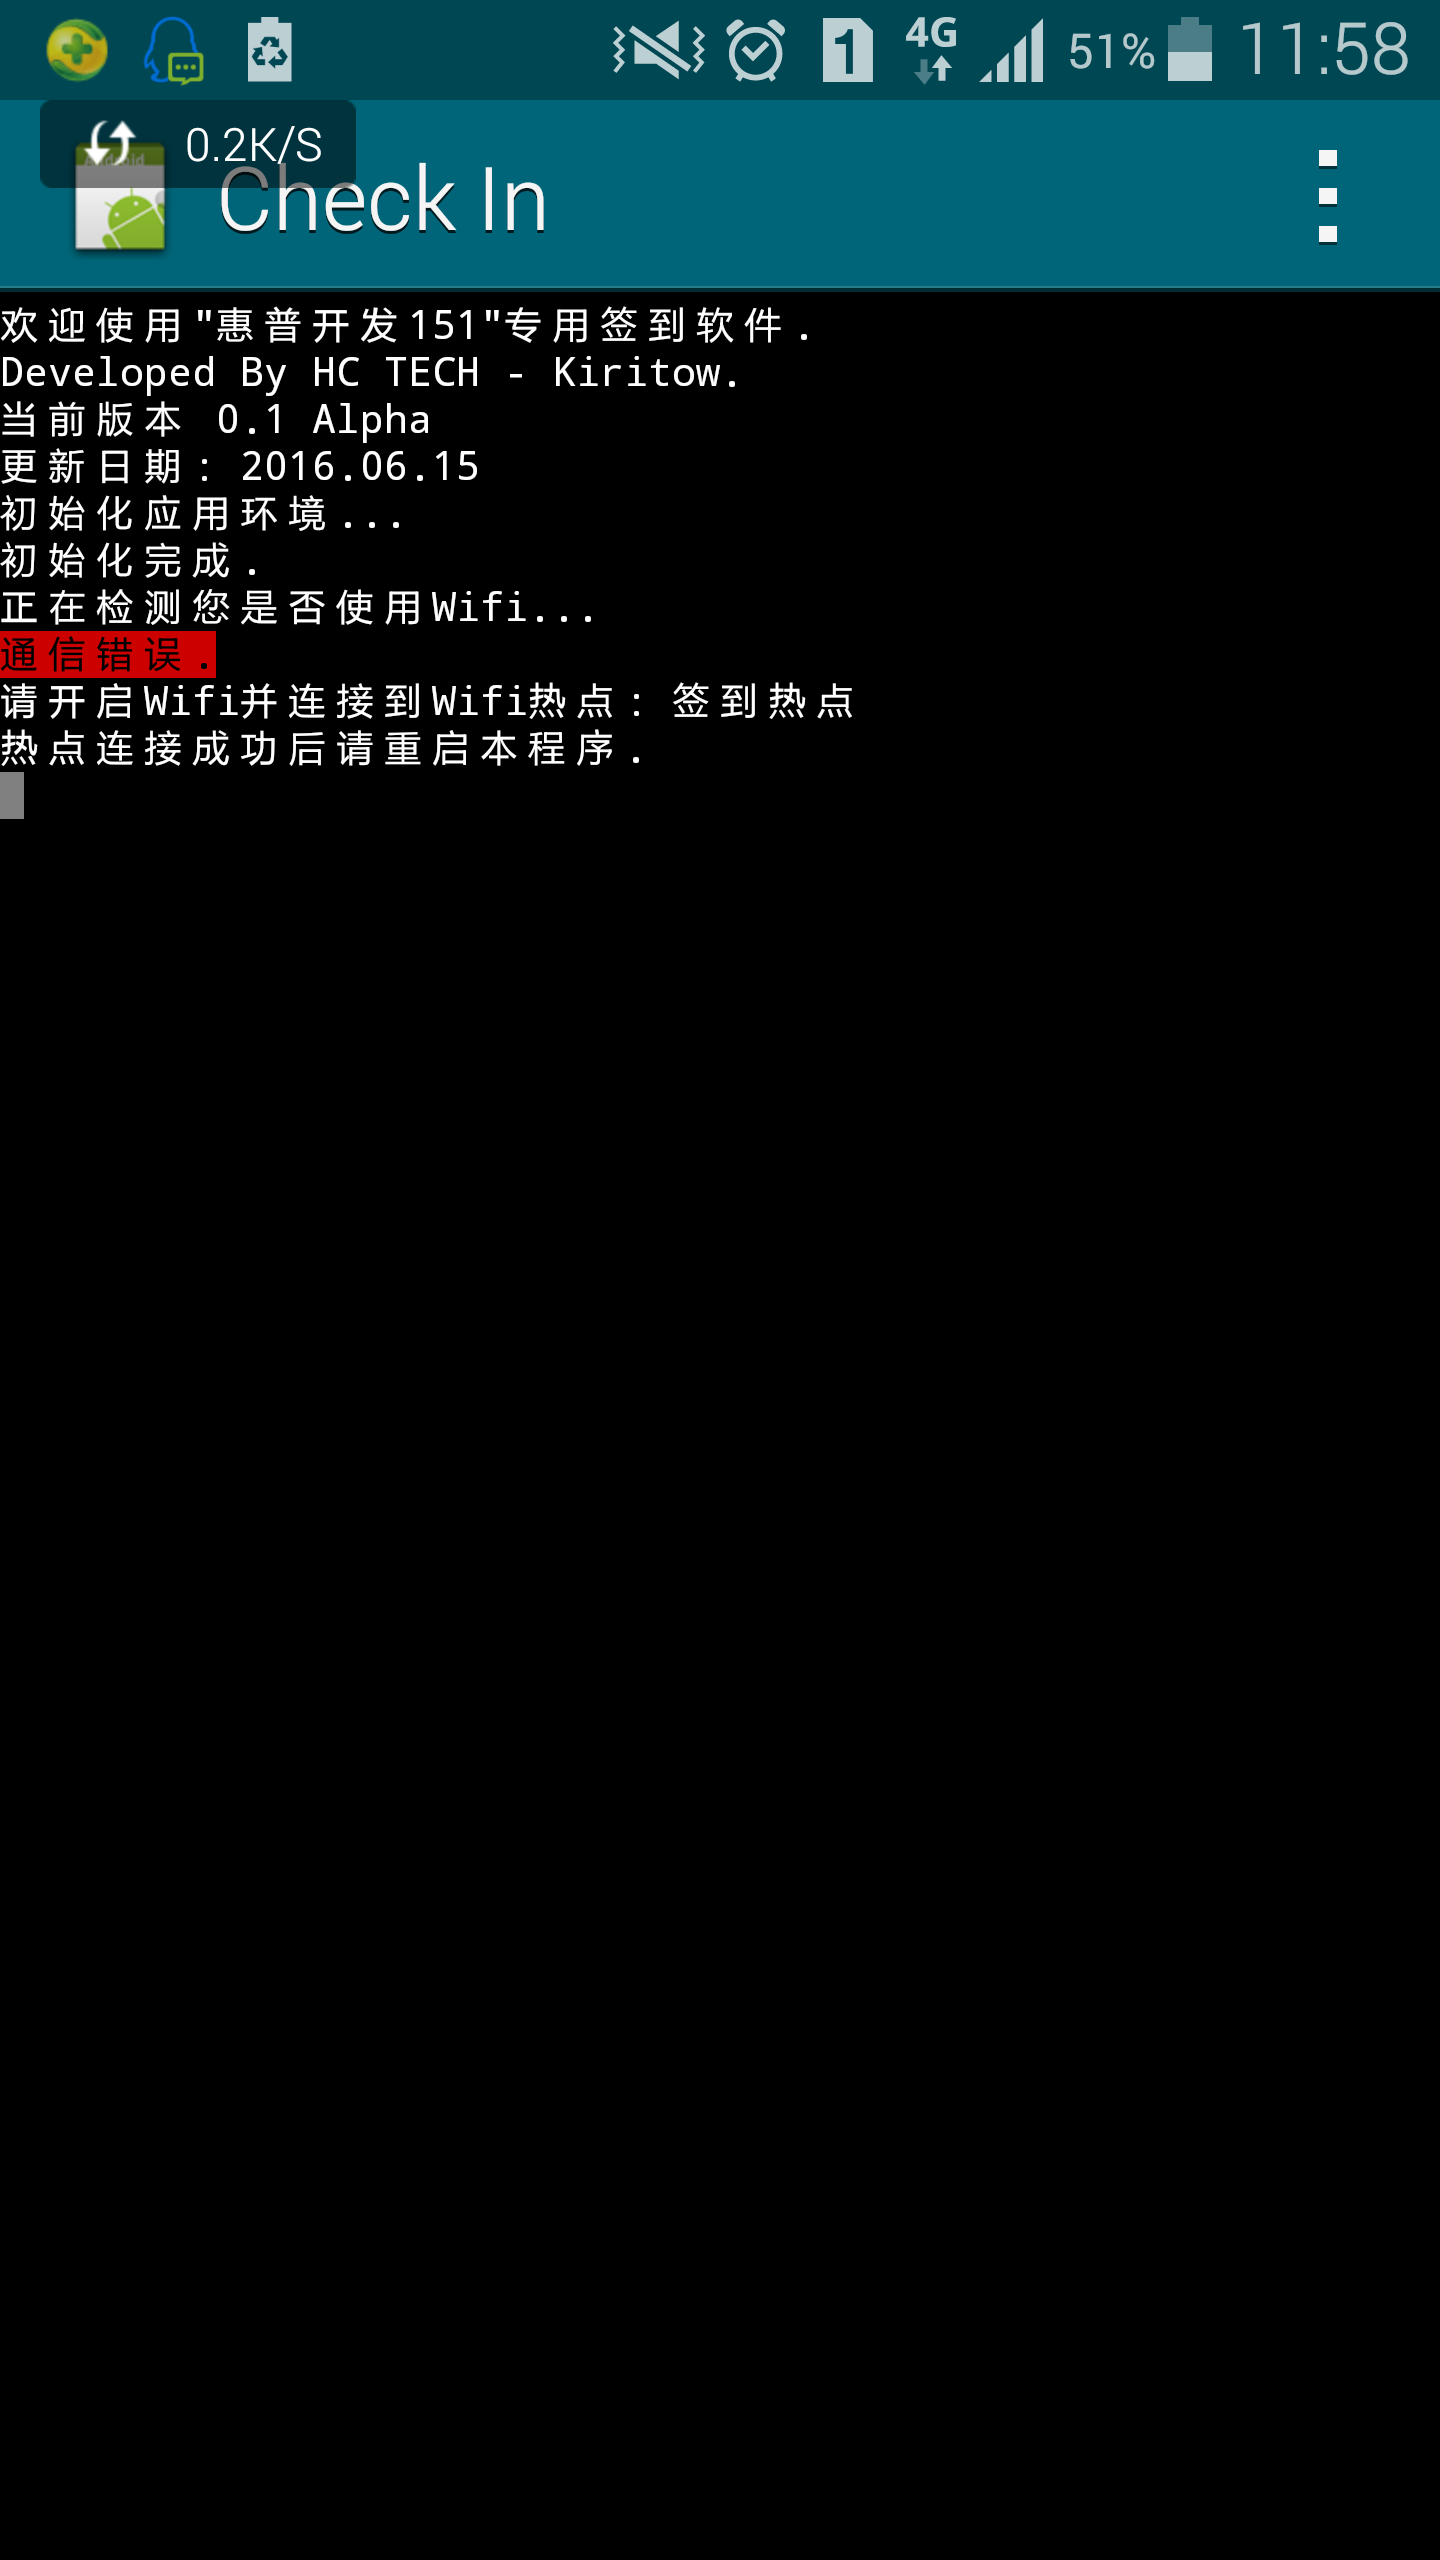 4G 51% 11:58
0.2K/S
Check In
欢迎使用"惠普开发151"专用签到软件.
Developed By HC TECH - Kiritow.
当前版本 0.1 Alpha
更新日期: 2016.06.15
初始化应用环境...
初始化完成.
正在检测您是否使用Wifi...
通信错误.
请开启Wifi并连接到Wifi热点: 签到热点
热点连接成功后请重启本程序.